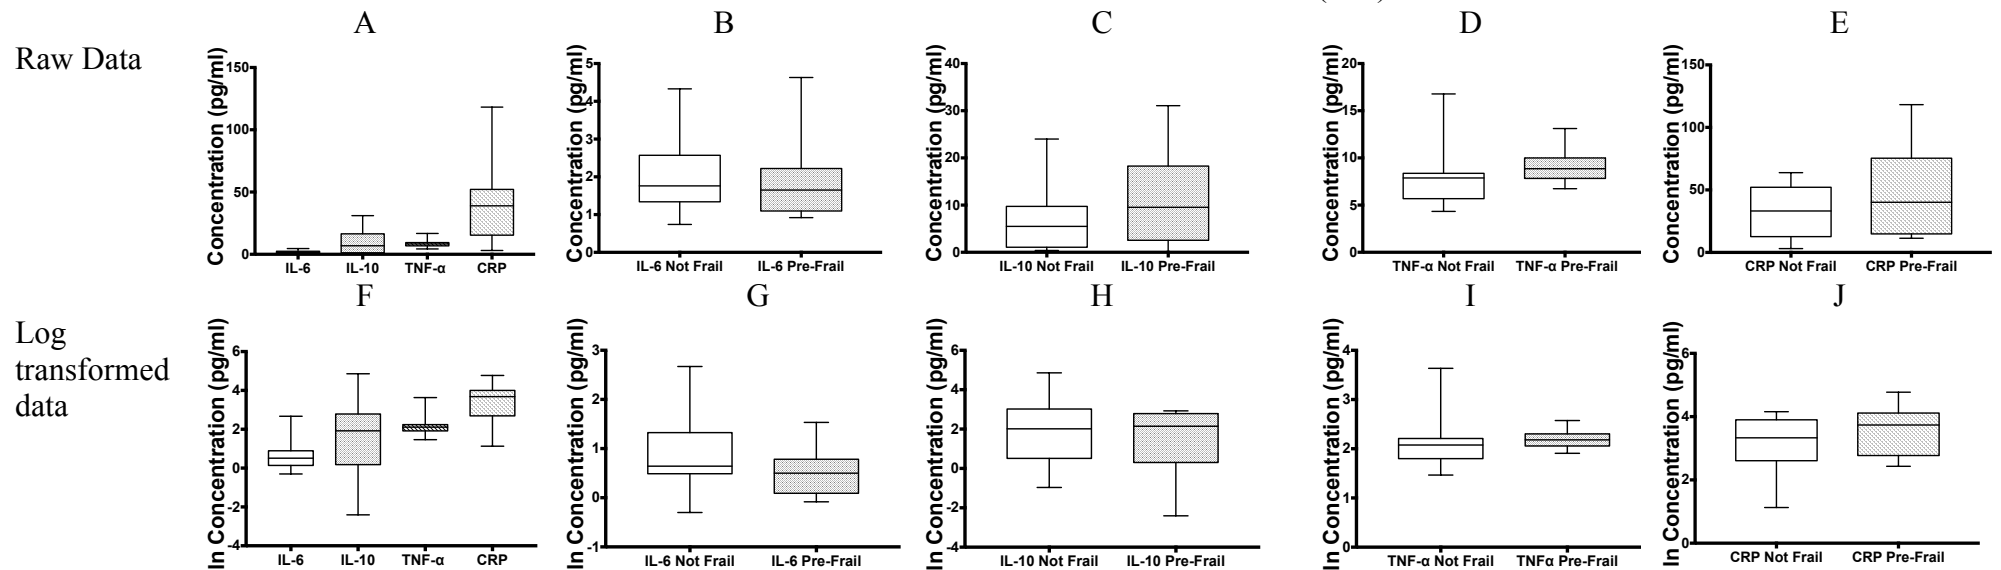 A B C D E
Raw Data
Concentration (pg/ml)
150
100
50
0
IL-6 IL-10 TNF-α CRP
Concentration (pg/ml)
5
4
3
2
1
0
IL-6 Not Frail IL-6 Pre-Frail
Concentration (pg/ml)
40
30
20
10
0
IL-10 Not Frail IL-10 Pre-Frail
Concentration (pg/ml)
20
15
10
5
0
TNF-α Not Frail TNF-α Pre-Frail
Concentration (pg/ml)
150
100
50
0
CRP Not Frail CRP Pre-Frail
F G H I J
Log
transformed
data
ln Concentration (pg/ml)
6
4
2
0
-2
-4
IL-6 IL-10 TNF-α CRP
ln Concentration (pg/ml)
3
2
1
0
-1
IL-6 Not Frail IL-6 Pre-Frail
ln Concentration (pg/ml)
6
4
2
0
-2
-4
IL-10 Not Frail IL-10 Pre-Frail
ln Concentration (pg/ml)
4
3
2
1
0
TNF-α Not Frail TNFα Pre-Frail
ln Concentration (pg/ml)
6
4
2
0
CRP Not Frail CRP Pre-Frail